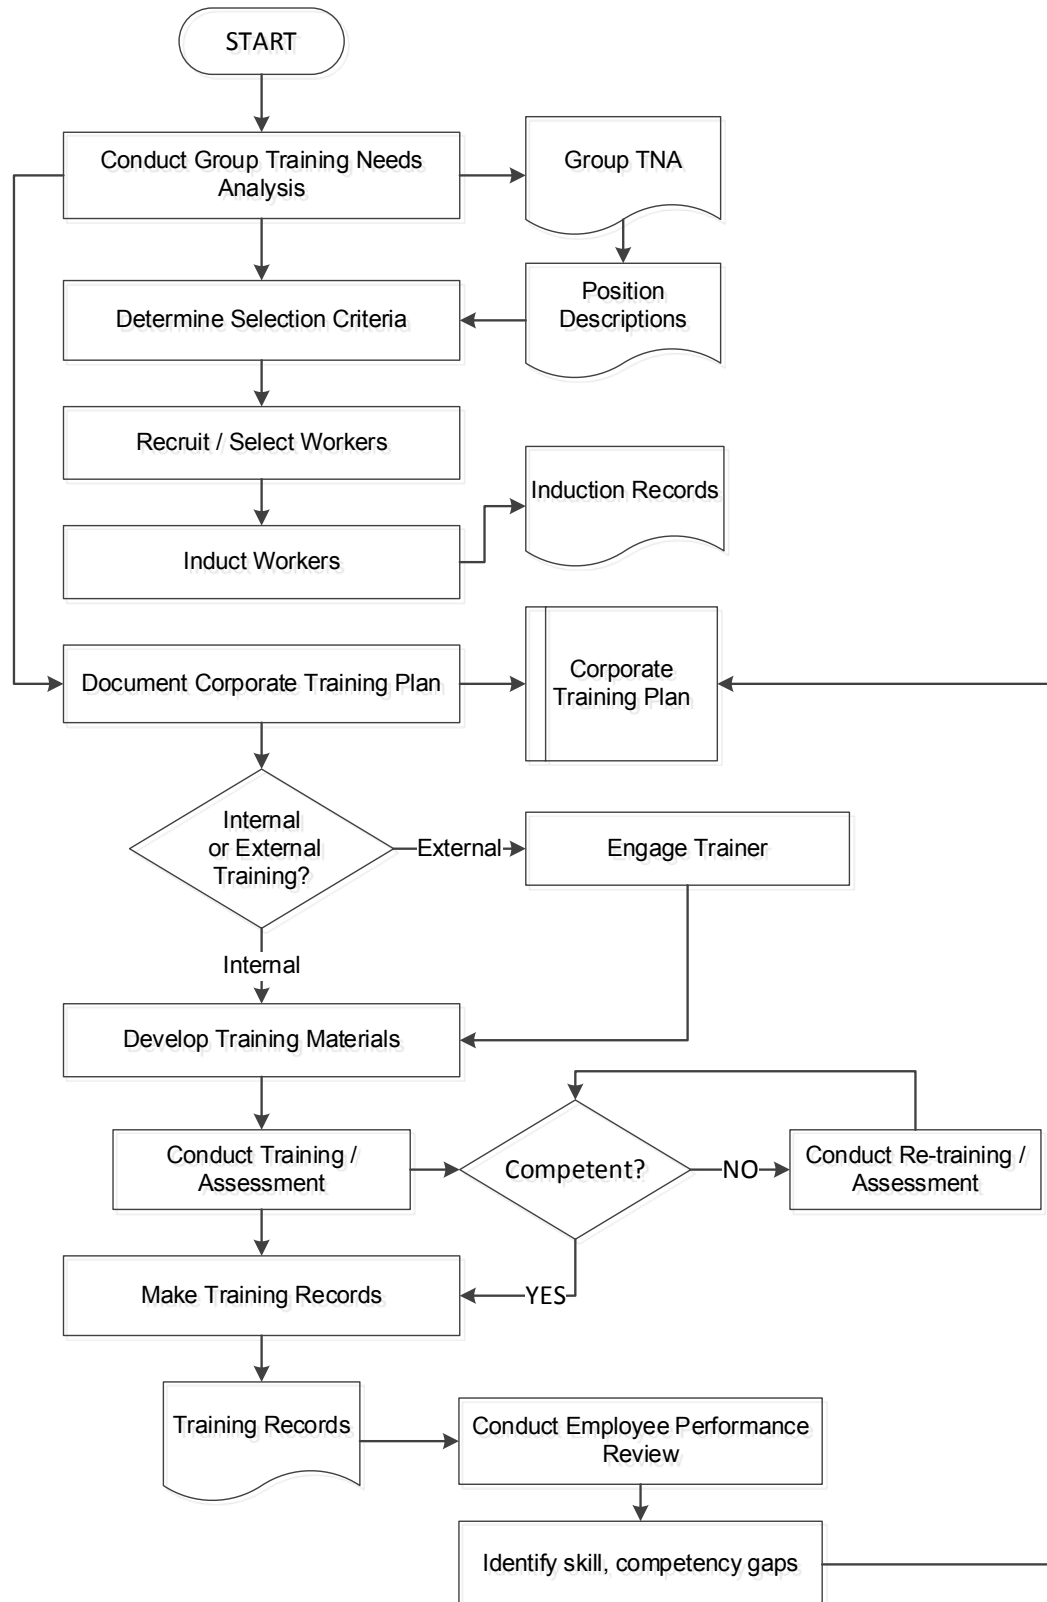 START
Conduct Group Training Needs
Analysis
Group TNA
Position
Descriptions
Determine Selection Criteria
Recruit / Select Workers
Induction Records
Induct Workers
Document Corporate Training Plan
Corporate
Training Plan
Internal
or External
Training?
External
Engage Trainer
Internal
Develop Training Materials
Conduct Training /
Assessment
Competent?
NO
Conduct Re-training /
Assessment
Make Training Records
YES
Training Records
Conduct Employee Performance
Review
Identify skill, competency gaps